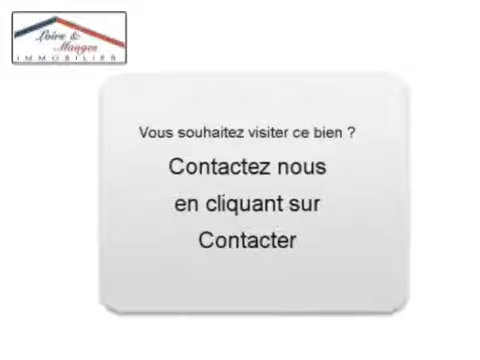 Loire &
Mauges
IMMOBILIER
Vous souhaitez visiter ce bien ?
Contactez nous
en cliquant sur
Contacter